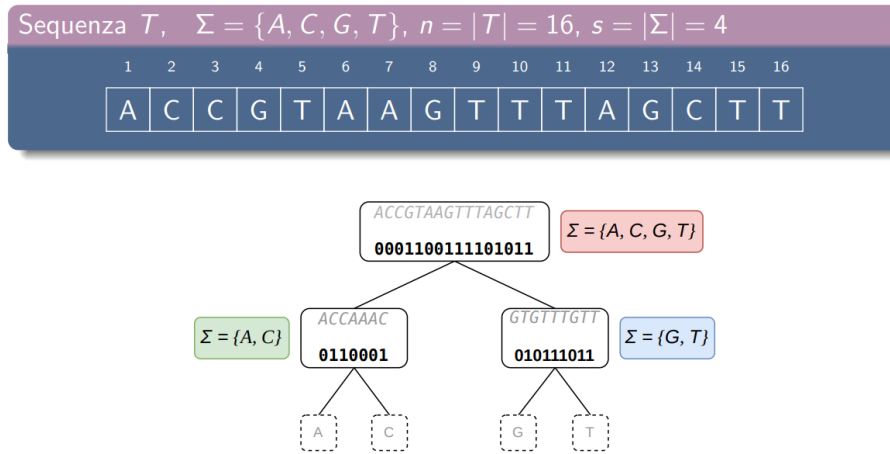 Sequenza T, Σ = {A, C, G, T}, n = |T| = 16, s = |Σ| = 4
1 2 3 4 5 6 7 8 9 10 11 12 13 14 15 16
A C C G T A A G T T T A G C T T
ACCGTAAGTTTAGCTT
0001100111101011
Σ = {A, C, G, T}
Σ = {A, C}
ACCAAAC
0110001
GTGTTTGTT
010111011
Σ = {G, T}
A C G T